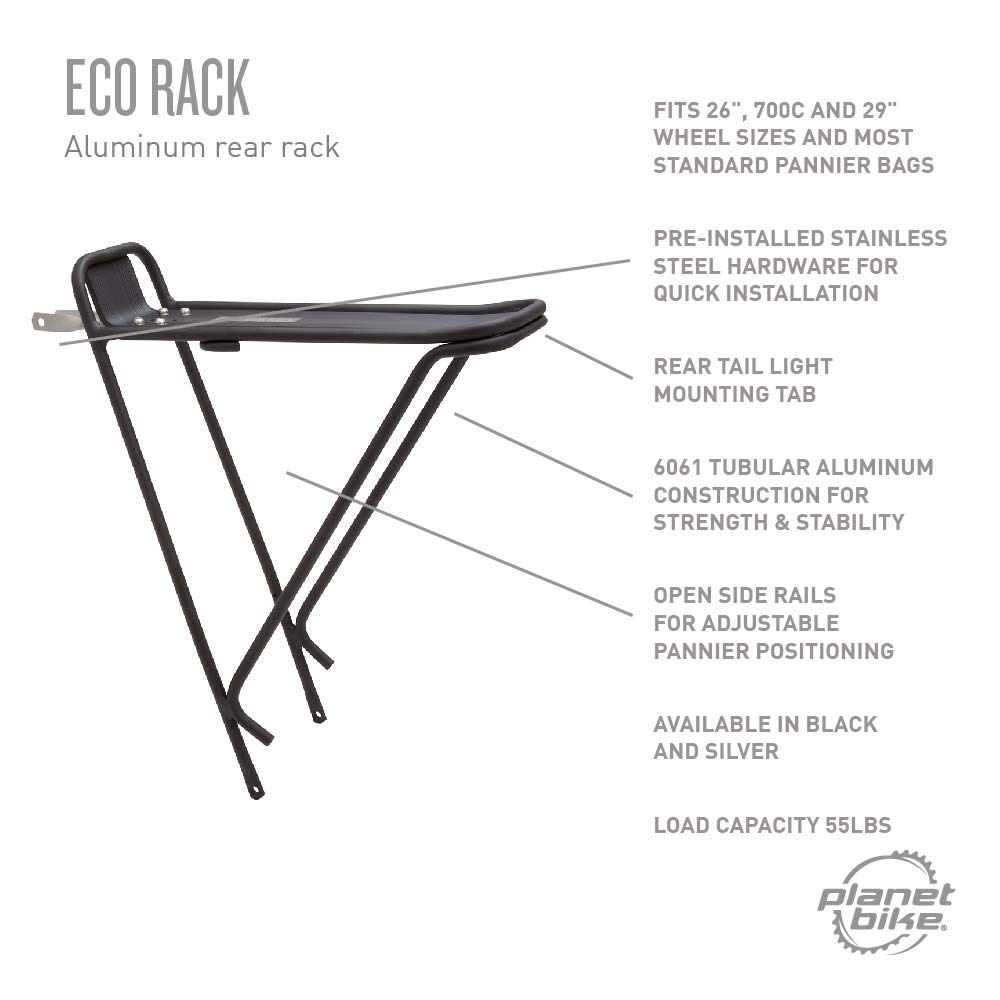 ECO RACK
Aluminum rear rack
FITS 26", 700C AND 29"
WHEEL SIZES AND MOST
STANDARD PANNIER BAGS
PRE-INSTALLED STAINLESS
STEEL HARDWARE FOR
QUICK INSTALLATION
REAR TAIL LIGHT
MOUNTING TAB
6061 TUBULAR ALUMINUM
CONSTRUCTION FOR
STRENGTH & STABILITY
OPEN SIDE RAILS
FOR ADJUSTABLE
PANNIER POSITIONING
AVAILABLE IN BLACK
AND SILVER
LOAD CAPACITY 55LBS
planet
bike®